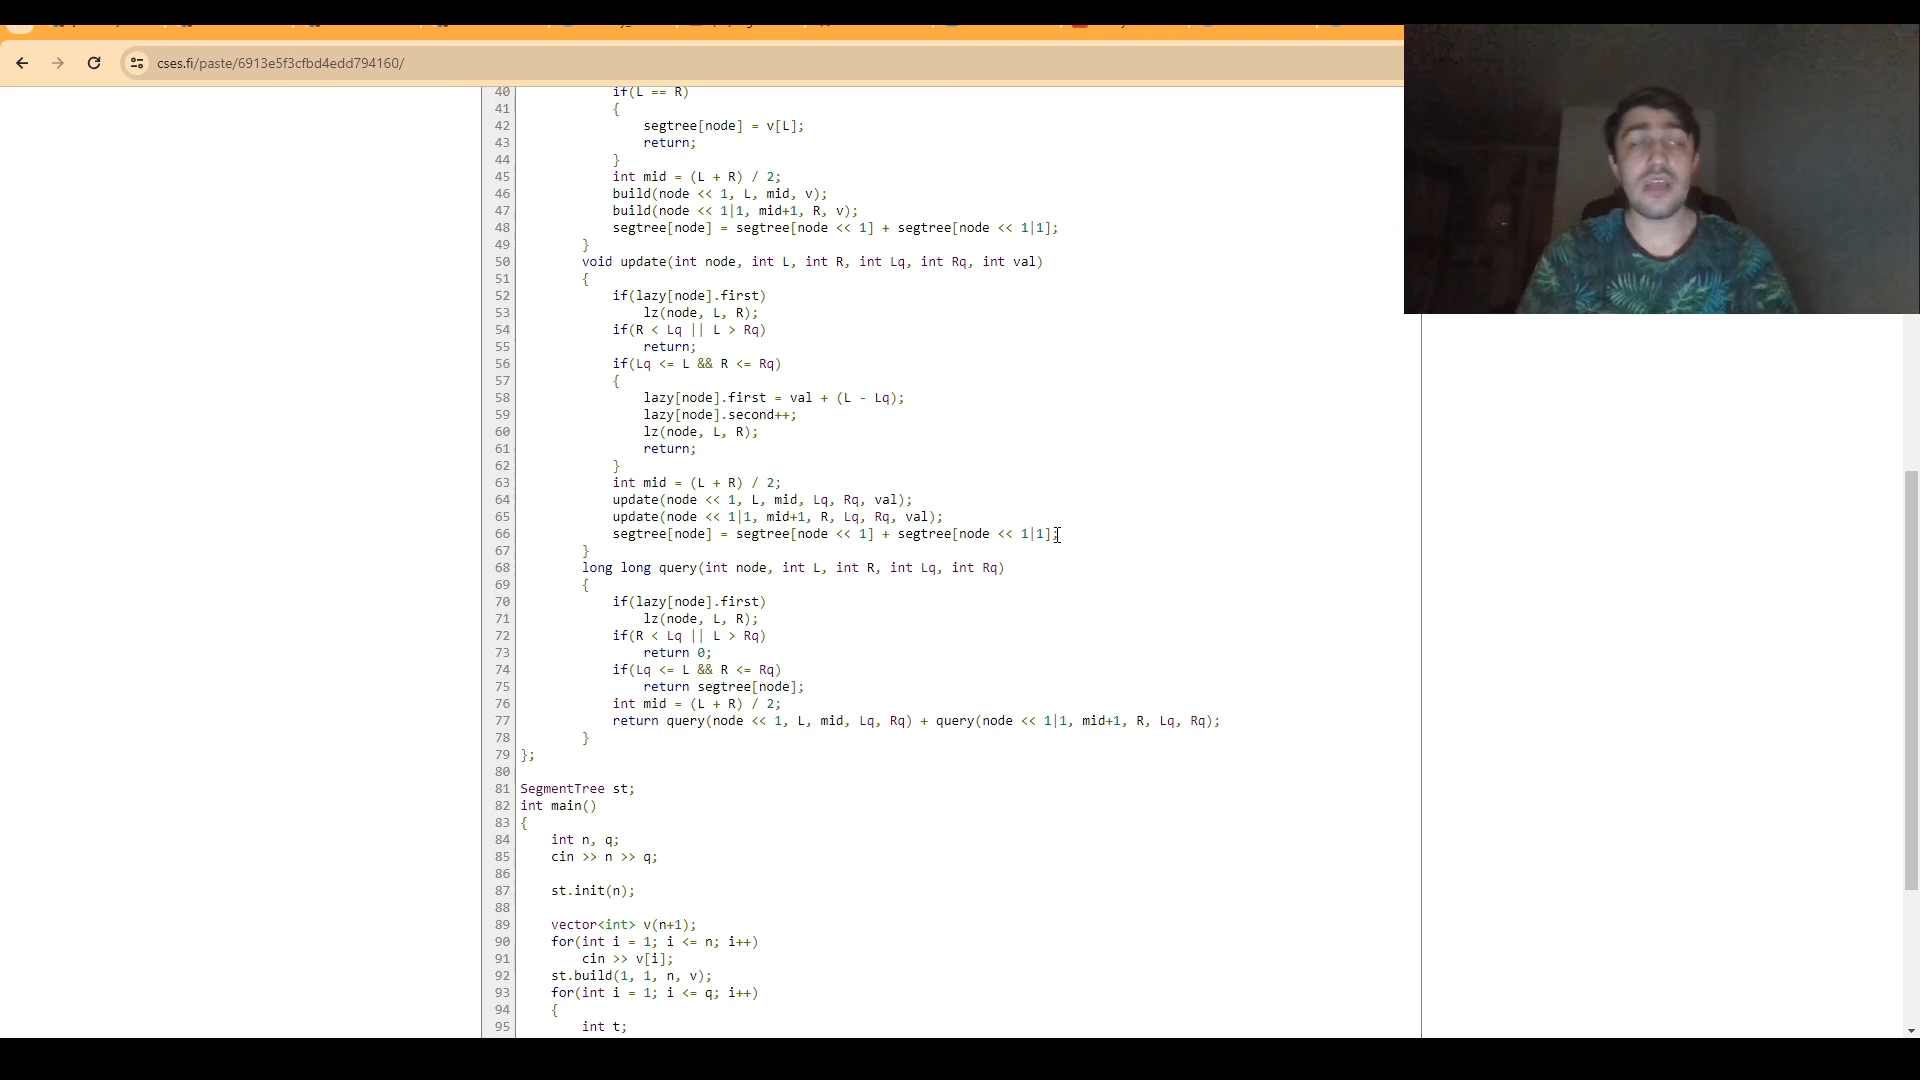 cses.fi/paste/6913e5f3cfbd4edd794160/
40 if(L == R)
41 {
42 segtree[node] = v[L];
43 return;
44 }
45 int mid = (L + R) / 2;
46 build(node << 1, L, mid, v);
47 build(node << 1|1, mid+1, R, v);
48 segtree[node] = segtree[node << 1] + segtree[node << 1|1];
49 }
50 void update(int node, int L, int R, int Lq, int Rq, int val)
51 {
52 if(lazy[node].first)
53 lz(node, L, R);
54 if(R < Lq || L > Rq)
55 return;
56 if(Lq <= L && R <= Rq)
57 {
58 lazy[node].first = val + (L - Lq);
59 lazy[node].second++;
60 lz(node, L, R);
61 return;
62 }
63 int mid = (L + R) / 2;
64 update(node << 1, L, mid, Lq, Rq, val);
65 update(node << 1|1, mid+1, R, Lq, Rq, val);
66 segtree[node] = segtree[node << 1] + segtree[node << 1|1];
67 }
68 long long query(int node, int L, int R, int Lq, int Rq)
69 {
70 if(lazy[node].first)
71 lz(node, L, R);
72 if(R < Lq || L > Rq)
73 return 0;
74 if(Lq <= L && R <= Rq)
75 return segtree[node];
76 int mid = (L + R) / 2;
77 return query(node << 1, L, mid, Lq, Rq) + query(node << 1|1, mid+1, R, Lq, Rq);
78 }
79 };
80
81 SegmentTree st;
82 int main()
83 {
84 int n, q;
85 cin >> n >> q;
86
87 st.init(n);
88
89 vector<int> v(n+1);
90 for(int i = 1; i <= n; i++)
91 cin >> v[i];
92 st.build(1, 1, n, v);
93 for(int i = 1; i <= q; i++)
94 {
95 int t;